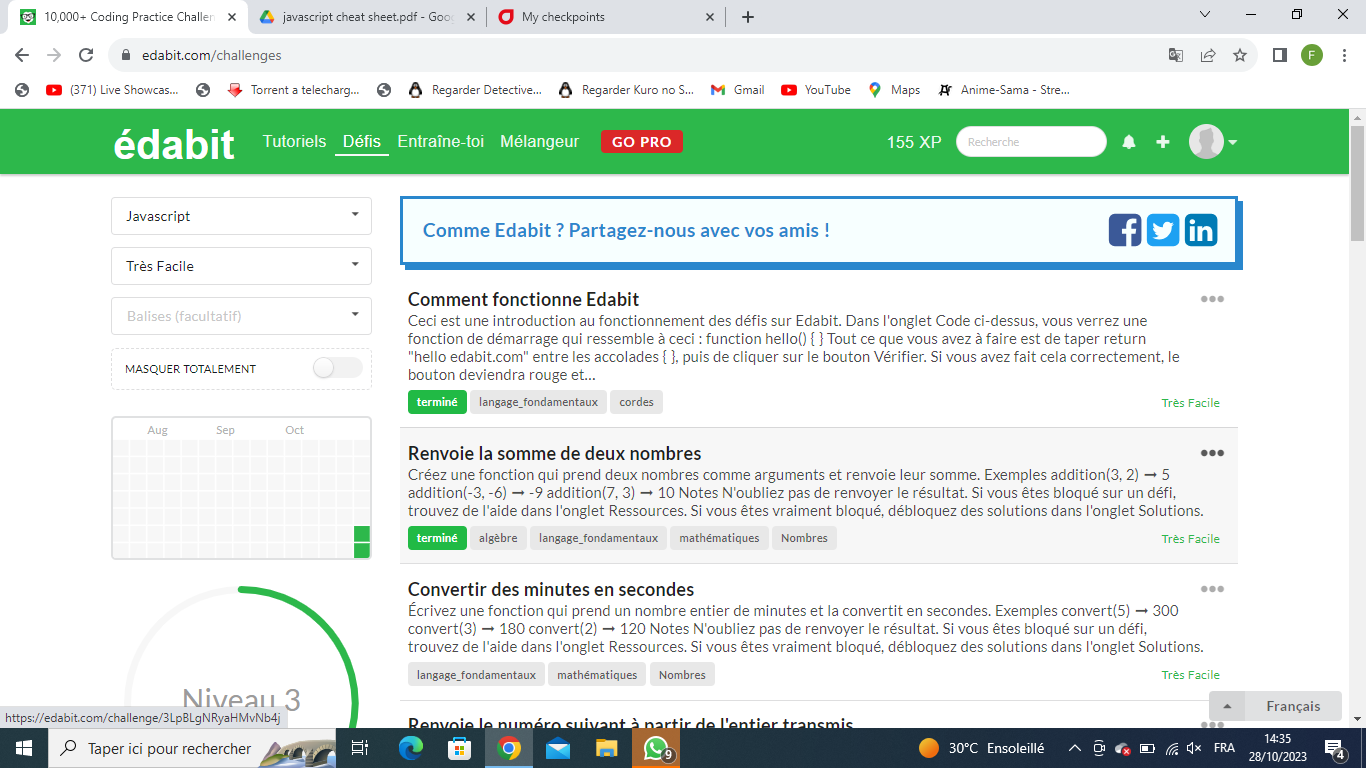 10,000+ Coding Practice Challen
javascript cheat sheet.pdf - Goo
My checkpoints
edabit.com/challenges
F
(371) Live Showcas...
Torrent a telecharg...
Regarder Detective...
Regarder Kuro no S...
Gmail
YouTube
Maps
Anime-Sama - Stre...
édabit
Tutoriels
Défis
Entraîne-toi
Mélangeur
GO PRO
155 XP
Recherche
Javascript
Très Facile
Balises (facultatif)
MASQUER TOTALEMENT
Aug Sep Oct
Niveau 3
Comme Edabit ? Partagez-nous avec vos amis !
Comment fonctionne Edabit
Ceci est une introduction au fonctionnement des défis sur Edabit. Dans l'onglet Code ci-dessus, vous verrez une
fonction de démarrage qui ressemble à ceci : function hello() { } Tout ce que vous avez à faire est de taper return
"hello edabit.com" entre les accolades { }, puis de cliquer sur le bouton Vérifier. Si vous avez fait cela correctement, le
bouton deviendra rouge et...
terminé langage_fondamentaux cordes
Très Facile
Renvoie la somme de deux nombres
Créez une fonction qui prend deux nombres comme arguments et renvoie leur somme. Exemples addition(3, 2) ➞ 5
addition(-3, -6) ➞ -9 addition(7, 3) ➞ 10 Notes N'oubliez pas de renvoyer le résultat. Si vous êtes bloqué sur un défi,
trouvez de l'aide dans l'onglet Ressources. Si vous êtes vraiment bloqué, débloquez des solutions dans l'onglet Solutions.
terminé algèbre langage_fondamentaux mathématiques Nombres
Très Facile
Convertir des minutes en secondes
Écrivez une fonction qui prend un nombre entier de minutes et la convertit en secondes. Exemples convert(5) ➞ 300
convert(3) ➞ 180 convert(2) ➞ 120 Notes N'oubliez pas de renvoyer le résultat. Si vous êtes bloqué sur un défi,
trouvez de l'aide dans l'onglet Ressources. Si vous êtes vraiment bloqué, débloquez des solutions dans l'onglet Solutions.
langage_fondamentaux mathématiques Nombres
Très Facile
Renvoie le numéro suivant à partir de l'entier transmis
Français
https://edabit.com/challenge/3LpBLgNRyaHMvNb4j
Taper ici pour rechercher
9
30°C Ensoleillé
FRA
14:35
28/10/2023
4